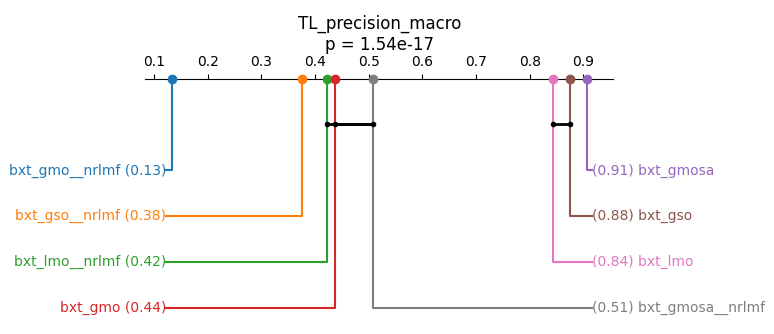 TL_precision_macro
p = 1.54e-17
0.1 0.2 0.3 0.4 0.5 0.6 0.7 0.8 0.9
bxt_gmo__nrlmf (0.13) (0.91) bxt_gmosa
bxt_gso__nrlmf (0.38) (0.88) bxt_gso
bxt_lmo__nrlmf (0.42) (0.84) bxt_lmo
bxt_gmo (0.44) (0.51) bxt_gmosa__nrlmf